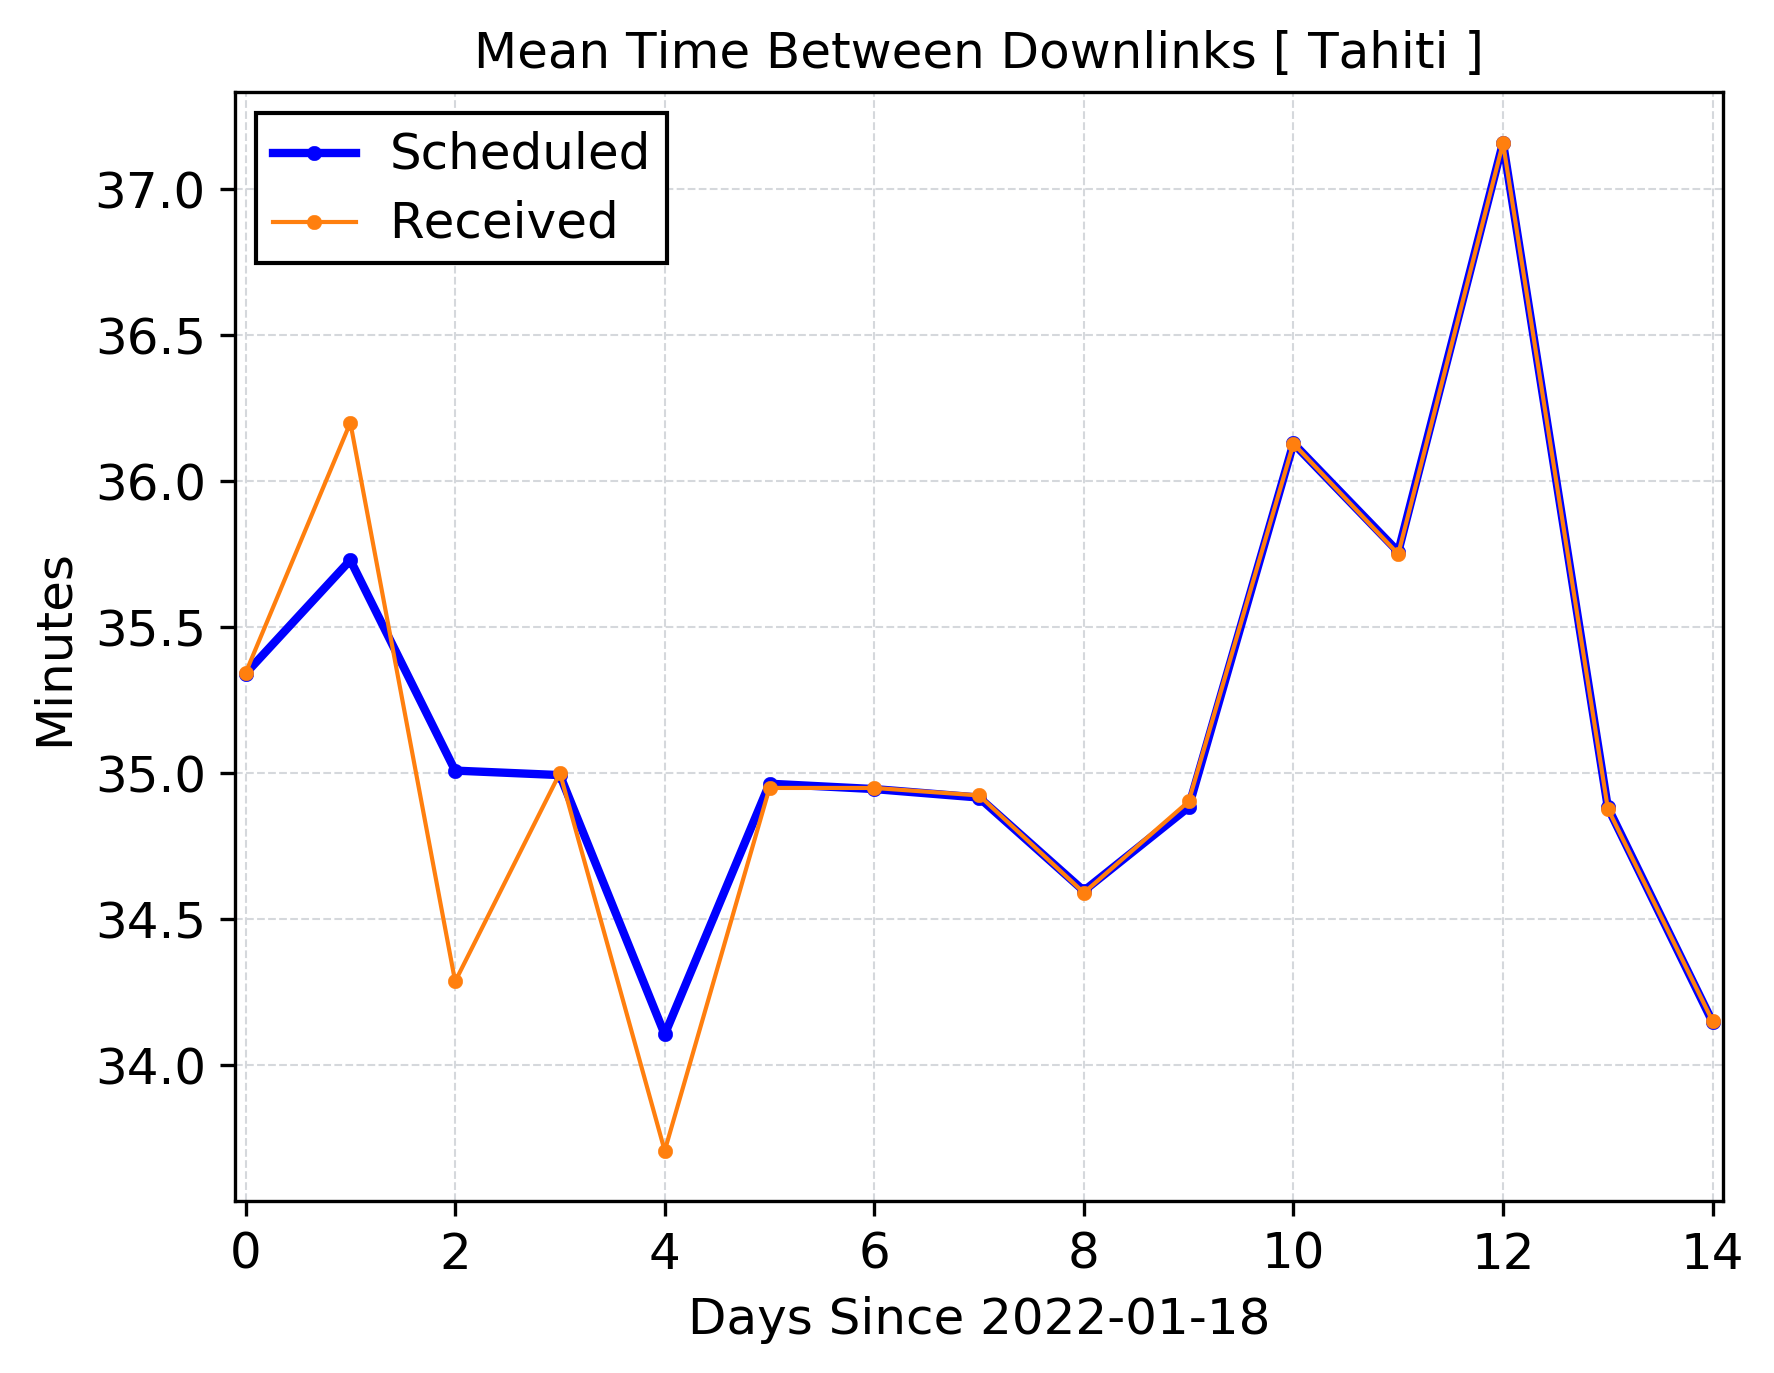 Mean Time Between Downlinks [ Tahiti ]
Scheduled
Received
37.0
36.5
36.0
35.5
35.0
34.5
34.0
Minutes
0 2 4 6 8 10 12 14
Days Since 2022-01-18